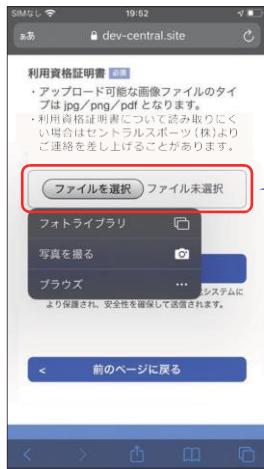 SIMなし
19:52
ぁあ
dev-central.site
利用資格証明書 必須
・アップロード可能な画像ファイルのタイ
プは jpg／png／pdf となります。
・利用資格証明書について読み取りにく
い場合はセントラルスポーツ(株)より
ご連絡を差し上げることがあります。
ファイルを選択 ファイル未選択
フォトライブラリ
写真を撮る
ブラウズ
システムに
より保護され、安全性を確保して送信されます。
< 前のページに戻る